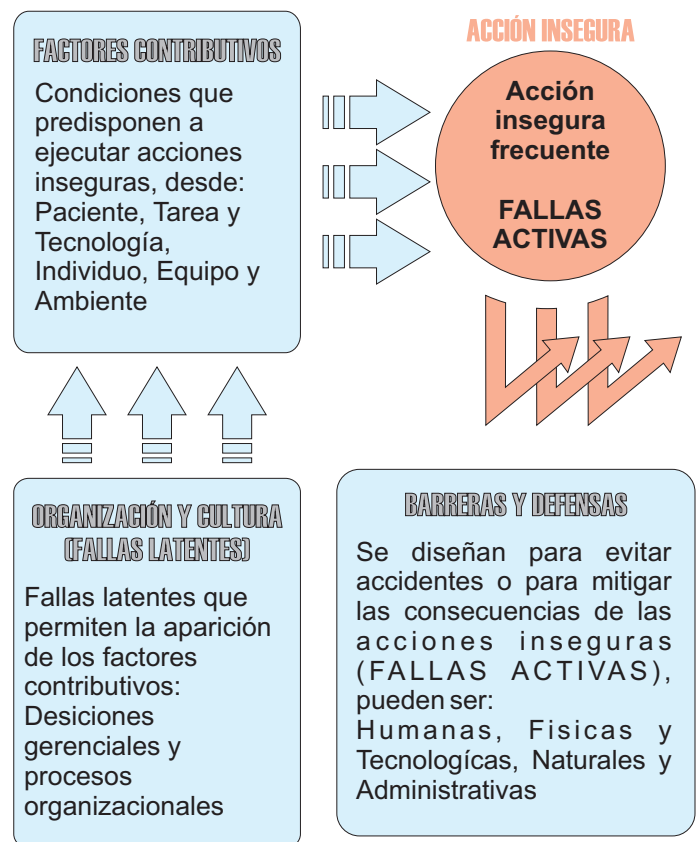 FACTORES CONTRIBUTIVOS
Condiciones que
predisponen a
ejecutar acciones
inseguras, desde:
Paciente, Tarea y
Tecnología,
Individuo, Equipo y
Ambiente
ACCIÓN INSEGURA
Acción
insegura
frecuente
FALLAS
ACTIVAS
ORGANIZACIÓN Y CULTURA
(FALLAS LATENTES)
Fallas latentes que
permiten la aparición
de los factores
contributivos:
Desiciones
gerenciales y
procesos
organizacionales
BARRERAS Y DEFENSAS
Se diseñan para evitar
accidentes o para mitigar
las consecuencias de las
acciones inseguras
(FALLAS ACTIVAS),
pueden ser:
Humanas, Fisicas y
Tecnologícas, Naturales y
Administrativas